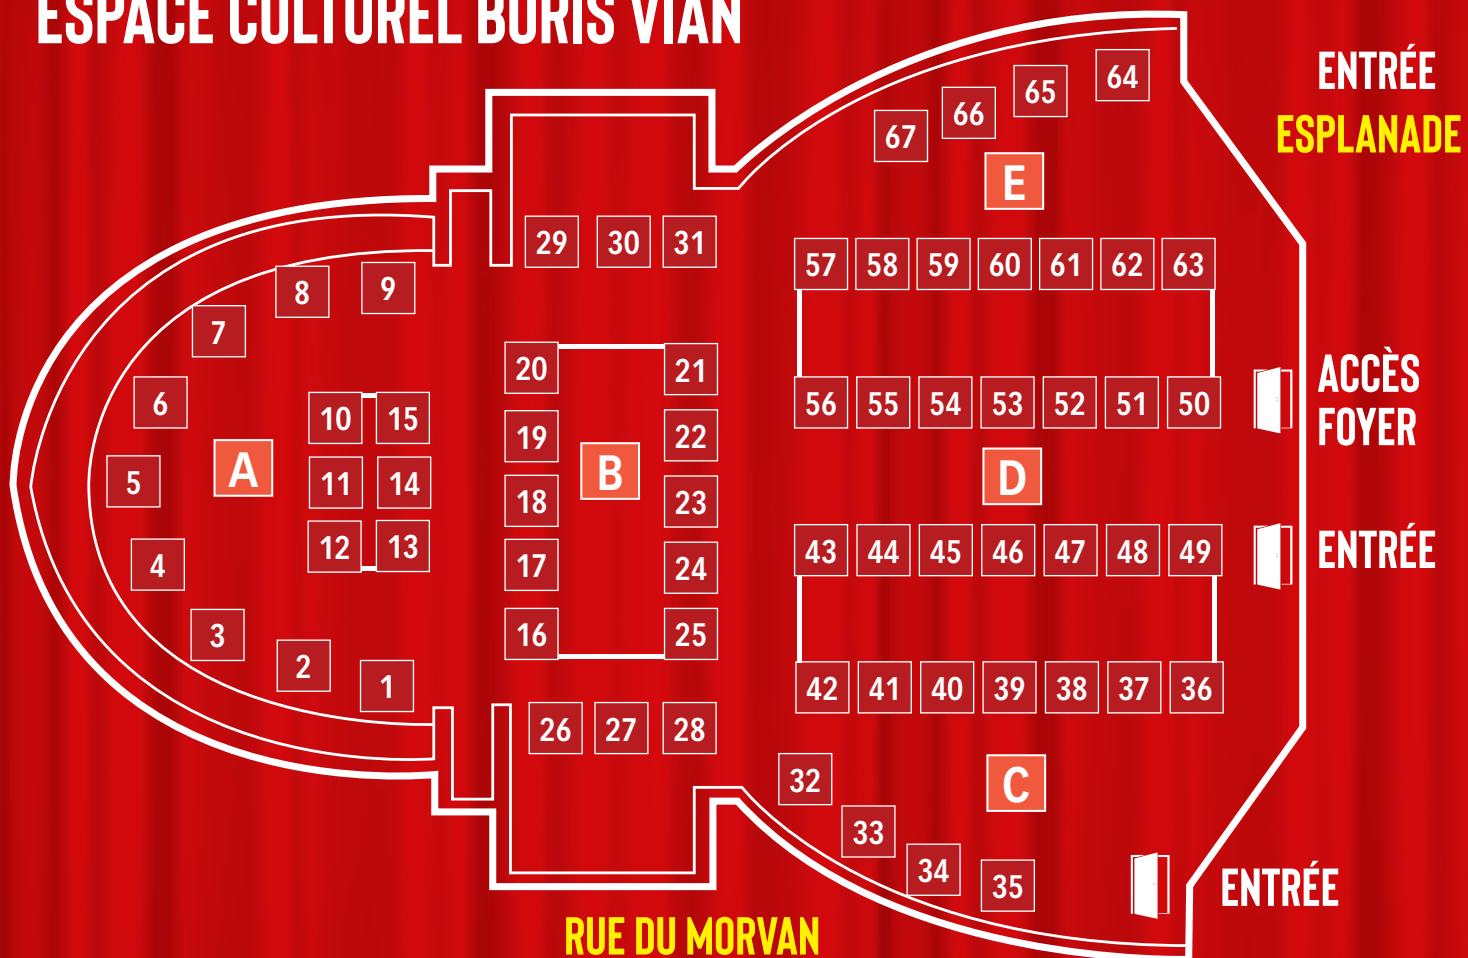 ESPACE CULTUREL BORIS VIAN
ENTRÉE
ESPLANADE
64
65
66
67
E
29 30 31
57 58 59 60 61 62 63
9
8
7
20 21
6
10 15
56 55 54 53 52 51 50
ACCÈS
FOYER
19 22
A
B
D
5
11 14
18 23
12 13
43 44 45 46 47 48 49
ENTRÉE
4
17 24
3
16 25
2
1
42 41 40 39 38 37 36
26 27 28
32
C
33
34
35
ENTRÉE
RUE DU MORVAN